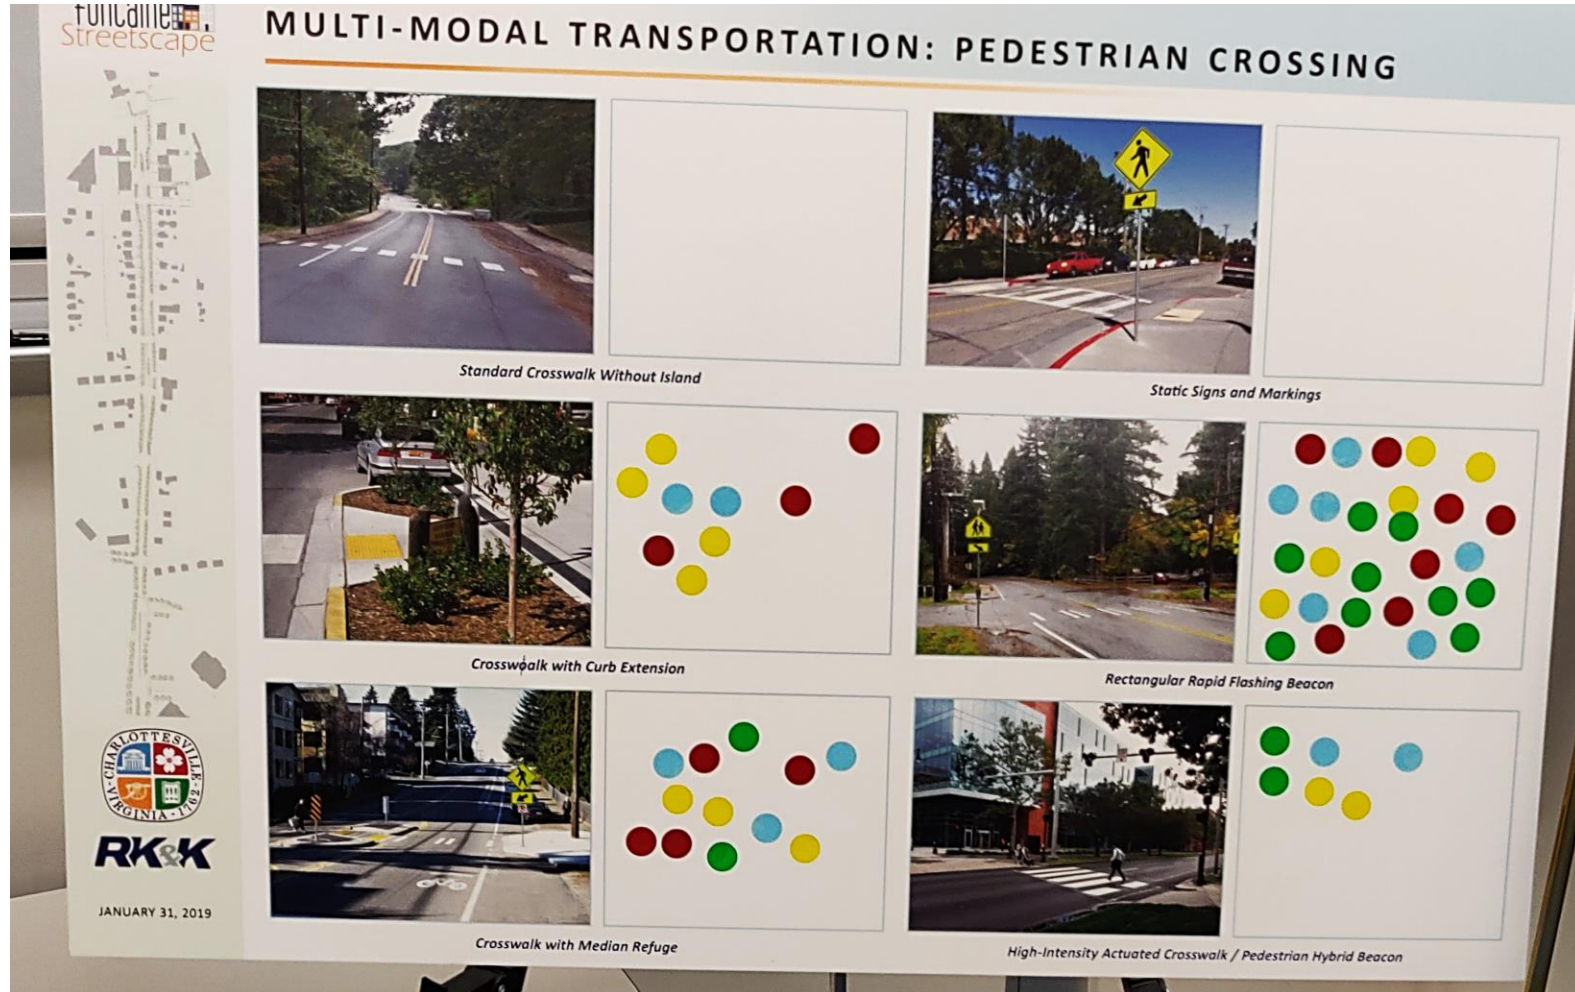 fontaine
Streetscape
MULTI-MODAL TRANSPORTATION: PEDESTRIAN CROSSING
Standard Crosswalk Without Island
Static Signs and Markings
Crosswalk with Curb Extension
Rectangular Rapid Flashing Beacon
Crosswalk with Median Refuge
High-Intensity Actuated Crosswalk / Pedestrian Hybrid Beacon
CHARLOTTESVILLE
VIRGINIA · 1762
RK&K
JANUARY 31, 2019